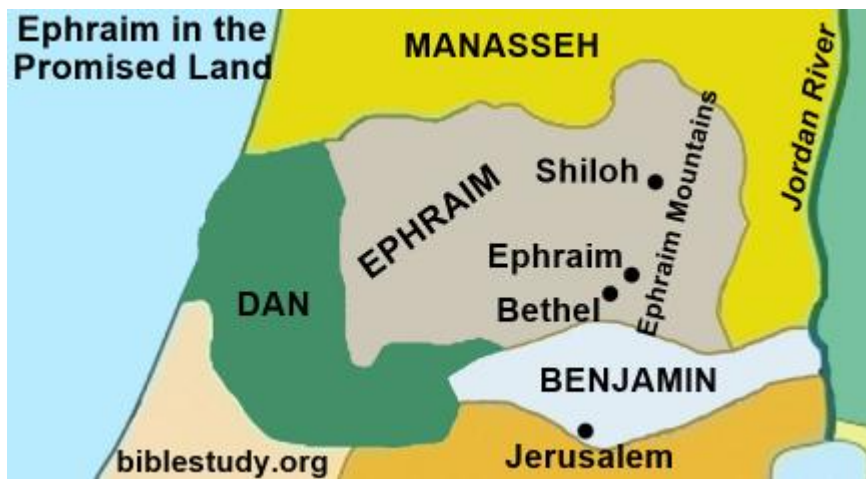 Ephraim in the
Promised Land
MANASSEH
Jordan River
Ephraim Mountains
Shiloh
EPHRAIM
Ephraim
Bethel
DAN
BENJAMIN
Jerusalem
biblestudy.org